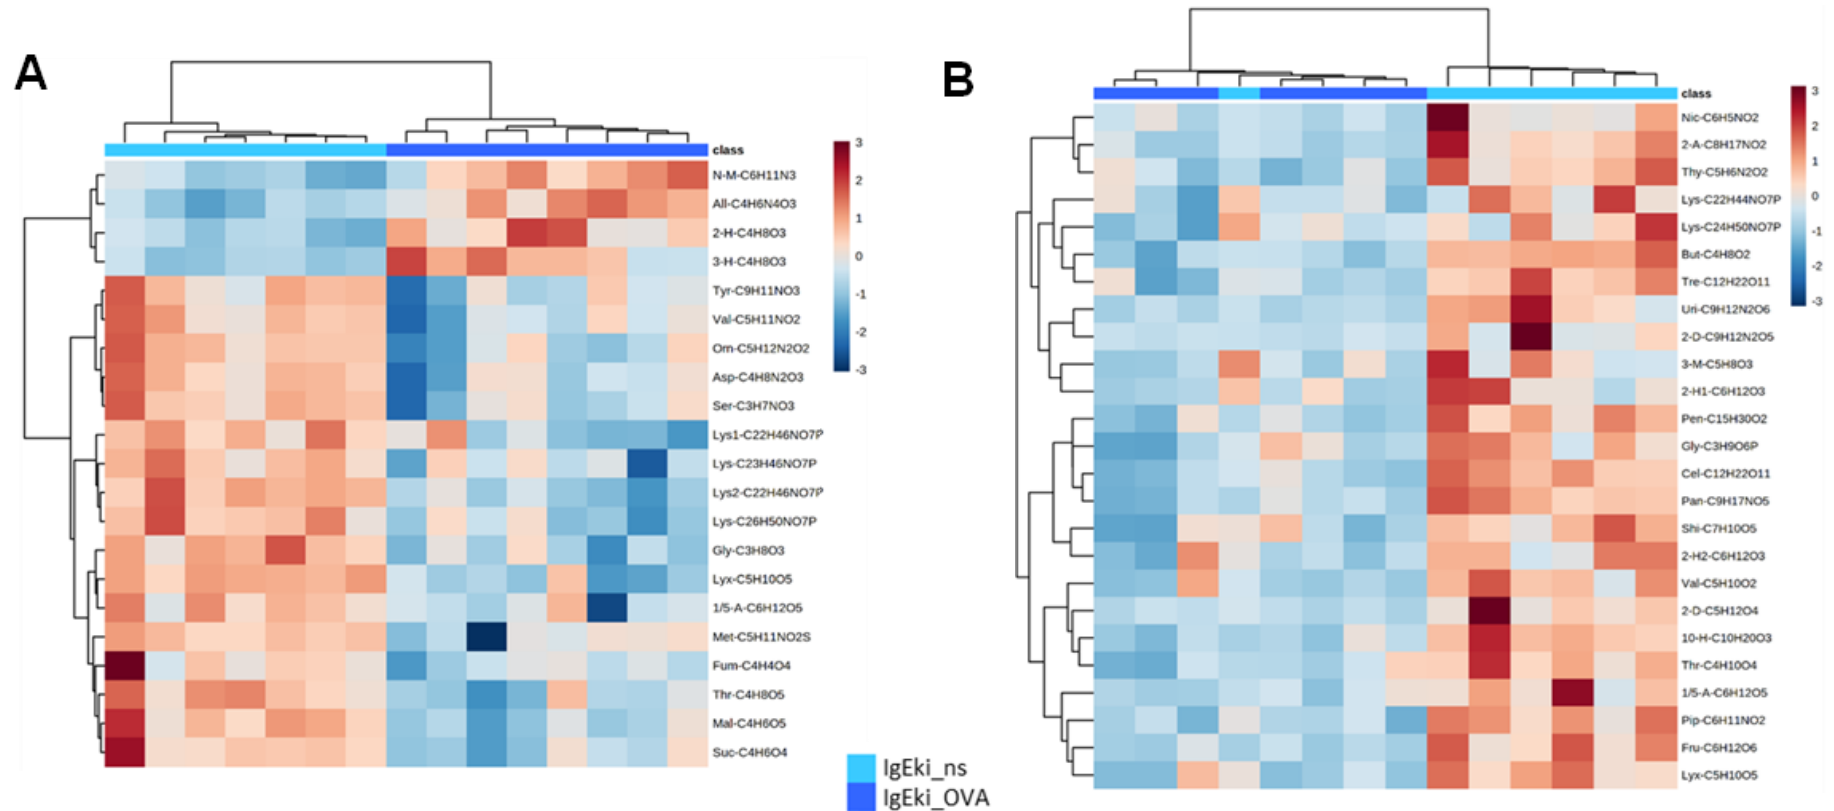 A
class
3
2
1
0
-1
-2
-3
N-M-C6H11N3
All-C4H6N4O3
2-H-C4H8O3
3-H-C4H8O3
Tyr-C9H11NO3
Val-C5H11NO2
Orn-C5H12N2O2
Asp-C4H8N2O3
Ser-C3H7NO3
Lys1-C22H46NO7P
Lys-C23H46NO7P
Lys2-C22H46NO7P
Lys-C26H50NO7P
Gly-C3H8O3
Lyx-C5H10O5
1/5-A-C6H12O5
Met-C5H11NO2S
Fum-C4H4O4
Thr-C4H8O5
Mal-C4H6O5
Suc-C4H6O4
IgEki_ns
IgEki_OVA
B
class
3
2
1
0
-1
-2
-3
Nic-C6H5NO2
2-A-C8H17NO2
Thy-C5H6N2O2
Lys-C22H44NO7P
Lys-C24H50NO7P
But-C4H8O2
Tre-C12H22O11
Uri-C9H12N2O6
2-D-C9H12N2O5
3-M-C5H8O3
2-H1-C6H12O3
Pen-C15H30O2
Gly-C3H9O6P
Cel-C12H22O11
Pan-C9H17NO5
Shi-C7H10O5
2-H2-C6H12O3
Val-C5H10O2
2-D-C5H12O4
10-H-C10H20O3
Thr-C4H10O4
1/5-A-C6H12O5
Pip-C6H11NO2
Fru-C6H12O6
Lyx-C5H10O5